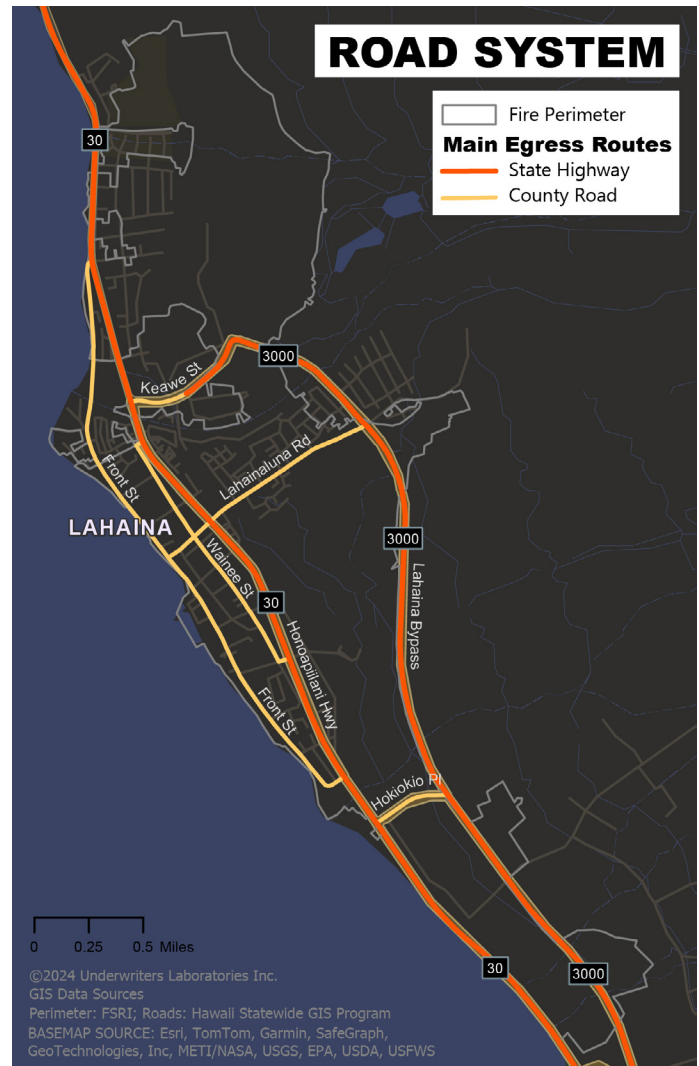 ROAD SYSTEM
Fire Perimeter
Main Egress Routes
State Highway
County Road
30
3000
Keawe St
Lahainaluna Rd
Front St
LAHAINA
3000
Wainee St
Lahaina Bypass
30
Honoapiilani Hwy
Front St
Hokiokio Pl
0 0.25 0.5 Miles
30
3000
©2024 Underwriters Laboratories Inc.
GIS Data Sources
Perimeter: FSRI; Roads: Hawaii Statewide GIS Program
BASEMAP SOURCE: Esri, TomTom, Garmin, SafeGraph,
GeoTechnologies, Inc, METI/NASA, USGS, EPA, USDA, USFWS